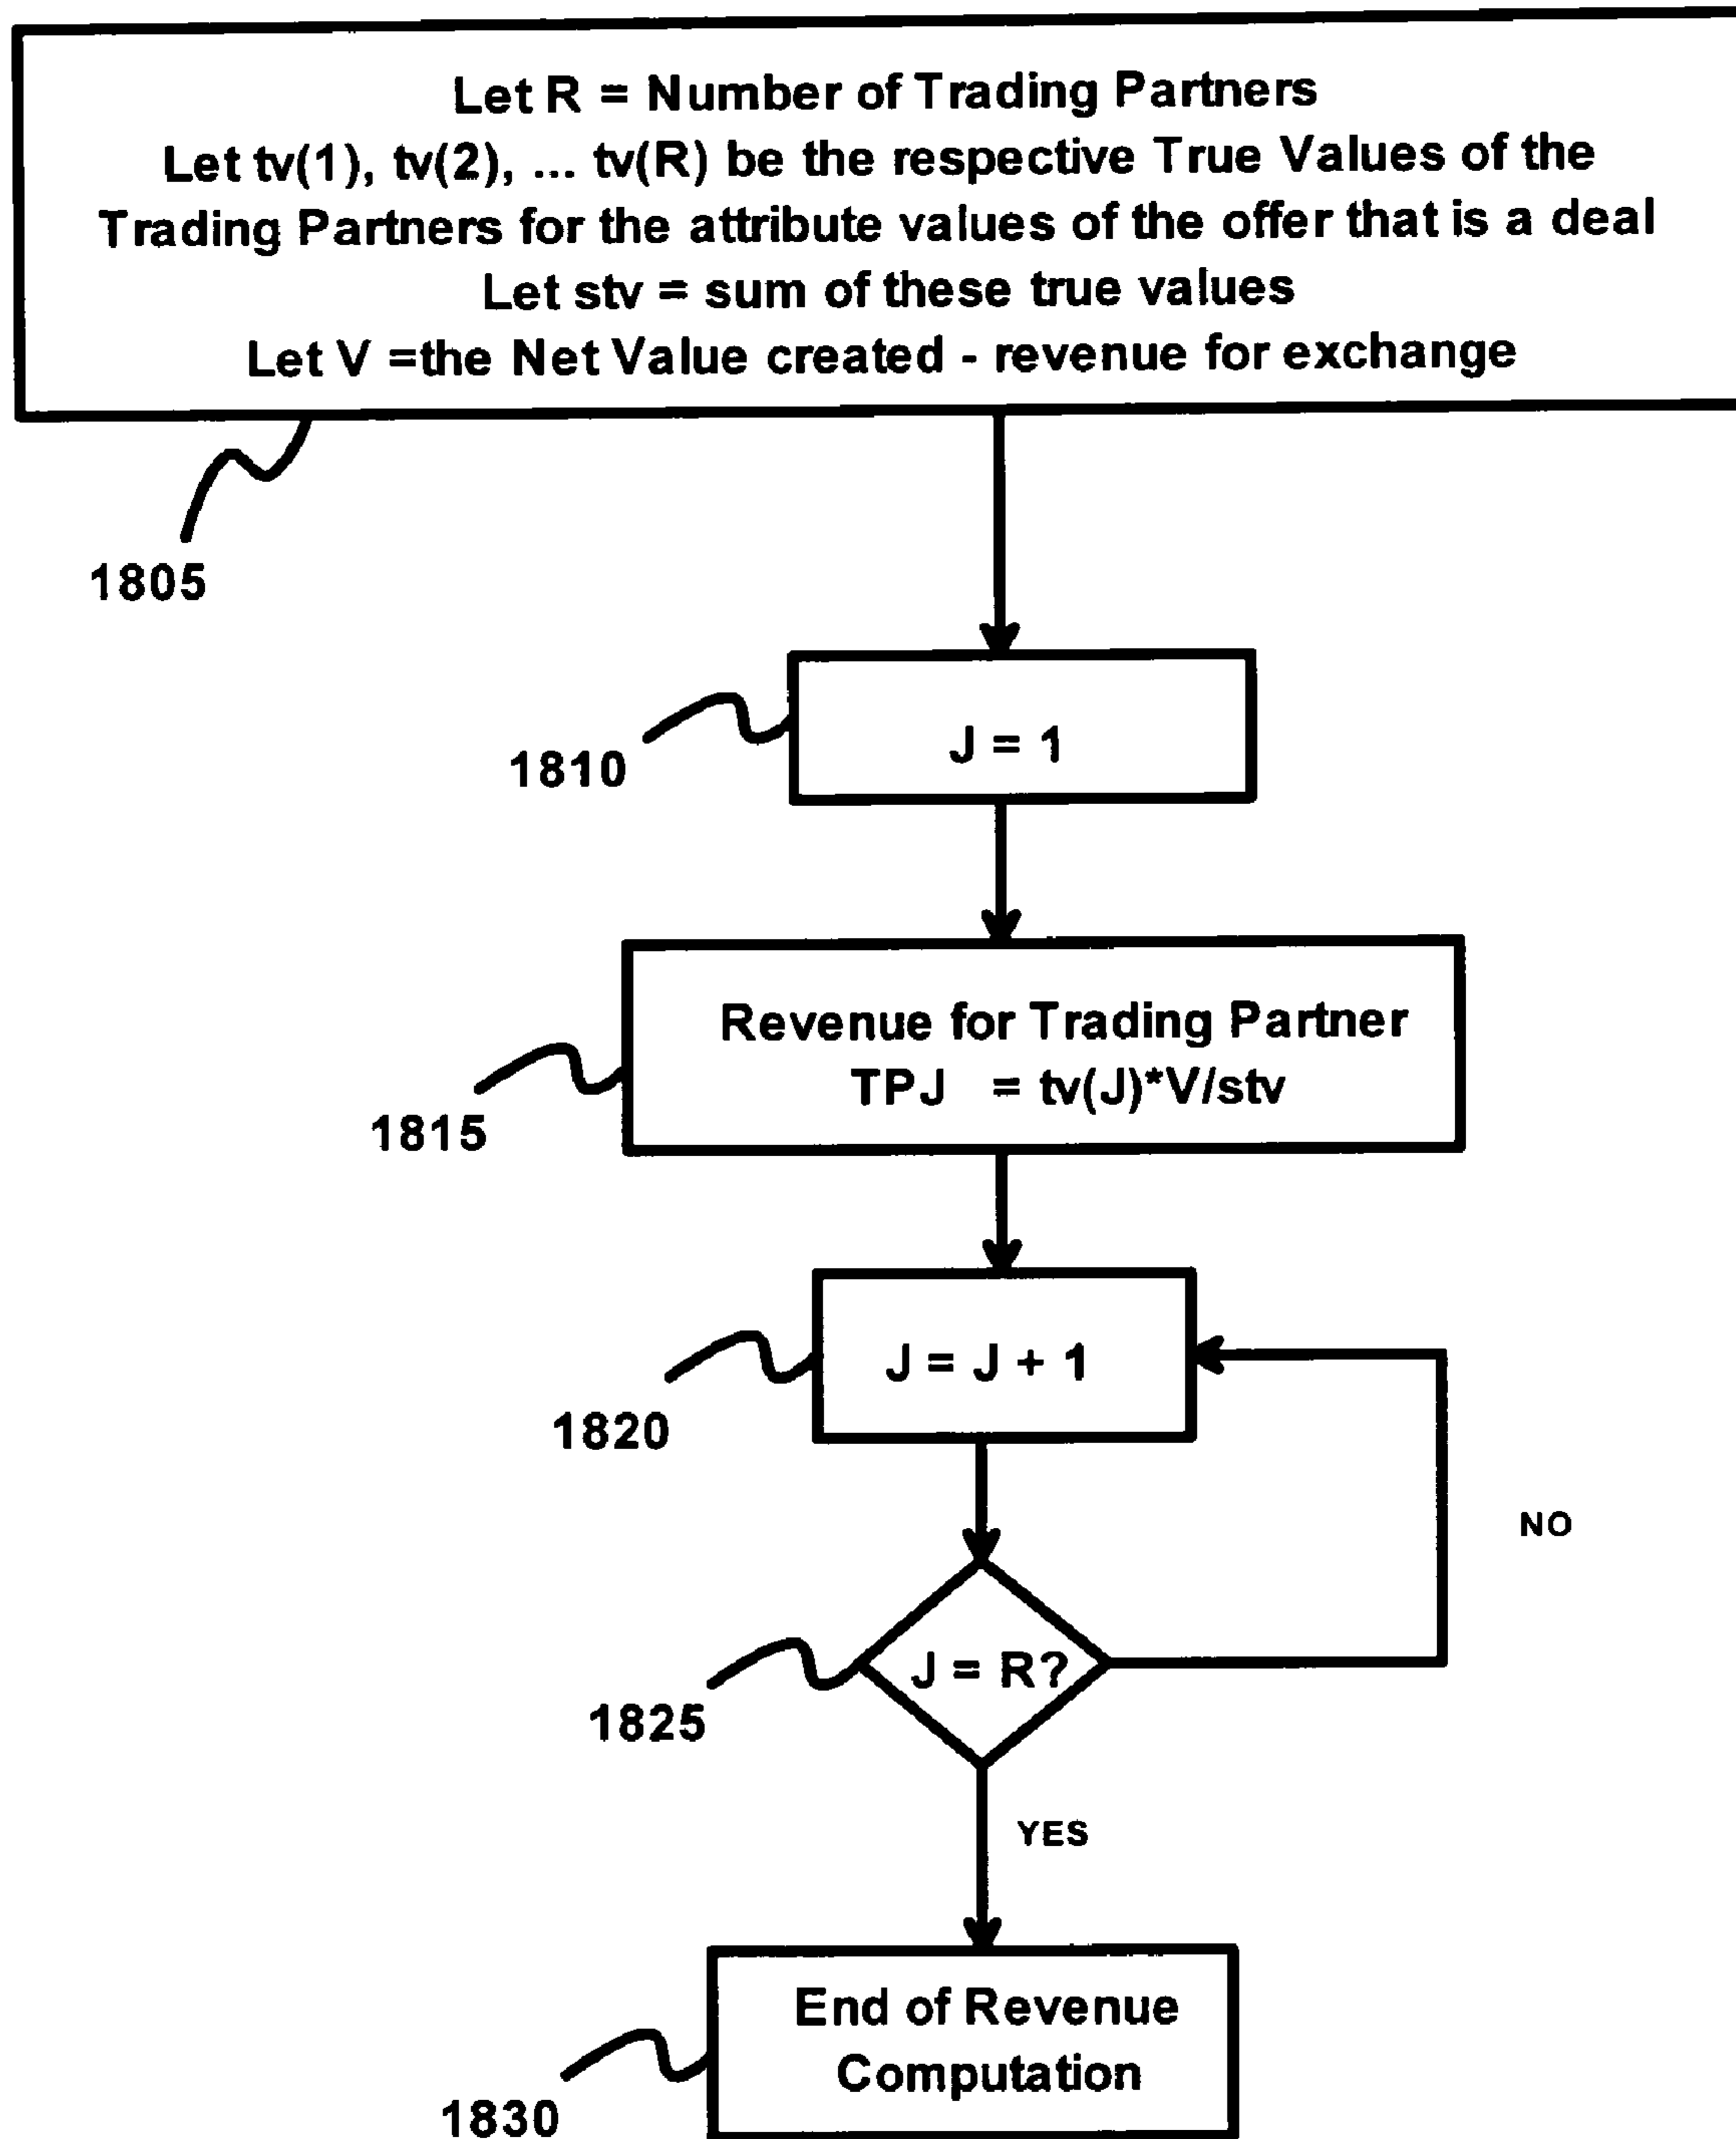 Let R = Number of Trading Partners
Let tv(1), tv(2), ... tv(R) be the respective True Values of the
Trading Partners for the attribute values of the offer that is a deal
Let stv = sum of these true values
Let V =the Net Value created - revenue for exchange
1805
J = 1
1810
Revenue for Trading Partner
TPJ = tv(J)*V/stv
1815
J = J + 1
1820
NO
J = R?
1825
YES
End of Revenue
Computation
1830